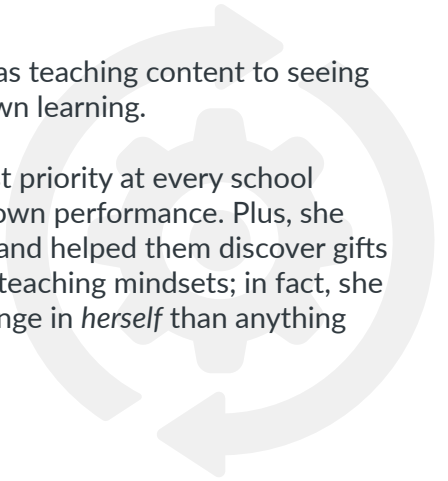 as teaching content to seeing
wn learning.
t priority at every school
own performance. Plus, she
and helped them discover gifts
teaching mindsets; in fact, she
nge in herself than anything